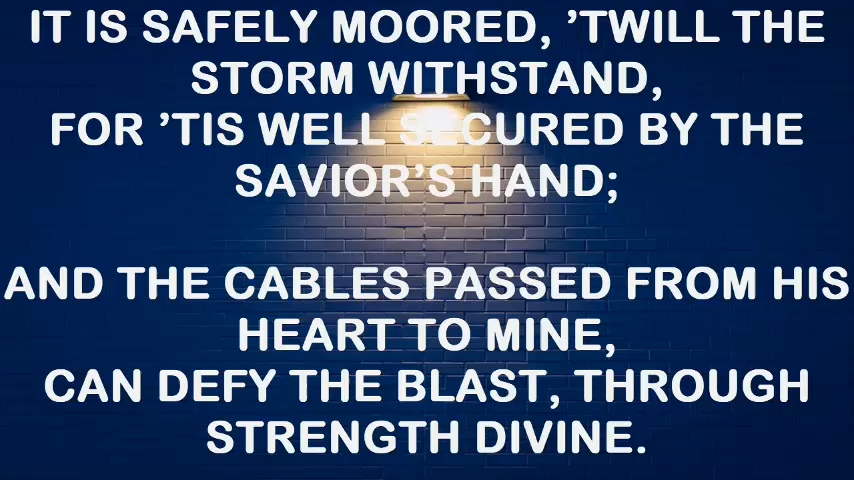 IT IS SAFELY MOORED, ’TWILL THE
STORM WITHSTAND,
FOR ’TIS WELL SECURED BY THE
SAVIOR’S HAND;
AND THE CABLES PASSED FROM HIS
HEART TO MINE,
CAN DEFY THE BLAST, THROUGH
STRENGTH DIVINE.